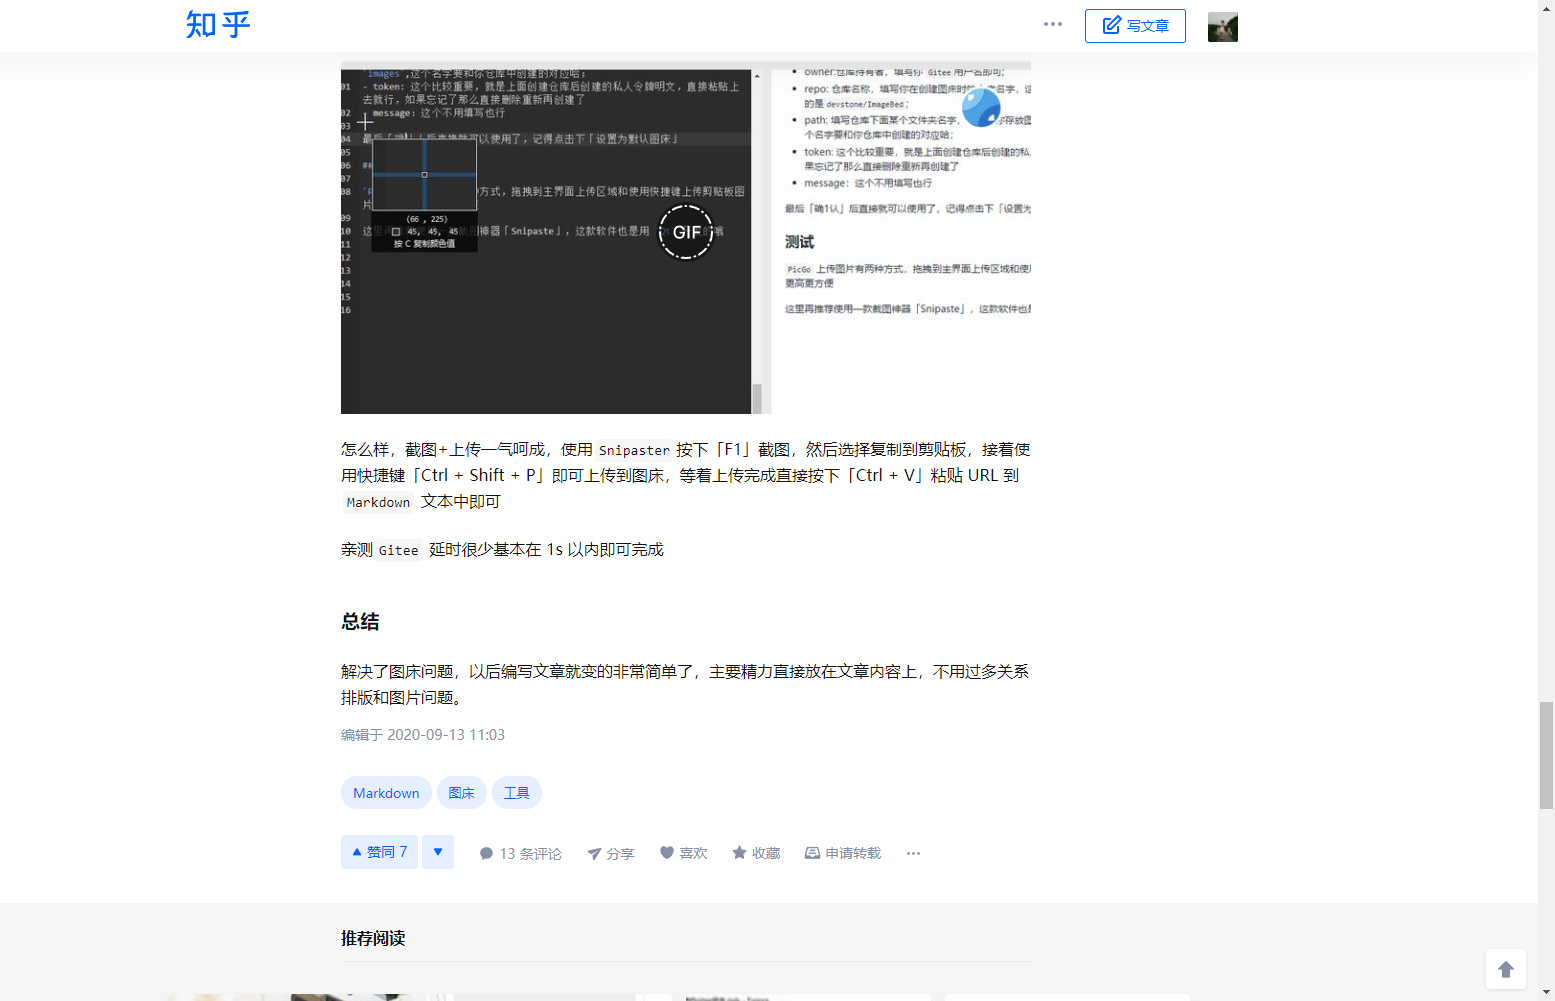 知乎
写文章
`images`,这个名字要和你仓库中创建的对应哈;
01 - token: 这个比较重要, 就是上面创建仓库后创建的私人令牌明文, 直接粘贴上
去就行, 如果忘记了那么直接删除重新再创建了
02 message: 这个不用填写也行
03
04 后直接就可以使用了, 记得点击下「设置为默认图床」
05
06 ##
07
08 方式, 拖拽到主界面上传区域和使用快捷键上传剪贴板图
片
09
10 神器「Snipaste」, 这款软件也是用
11
12
13
14
15
16
(66 , 225)
45, 45, 45
按 C 复制颜色值
GIF
owner:仓库持有者, 填写你 Gitee 用户名即可;
repo: 仓库名称, 填写你在创建图床时
的是 devstone/ImageBed;
path: 填写仓库下面某个文件夹名字,
个名字要和你仓库中创建的对应哈;
token: 这个比较重要, 就是上面创建仓库后创建的私
果忘记了那么直接删除重新再创建了
message: 这个不用填写也行
最后「确1认」后直接就可以使用了, 记得点击下「设置为
测试
PicGo 上传图片有两种方式, 拖拽到主界面上传区域和使用
更高更方便
这里再推荐使用一款截图神器「Snipaste」, 这款软件也是
怎么样，截图+上传一气呵成，使用 Snipaster 按下「F1」截图，然后选择复制到剪贴板，接着使
用快捷键「Ctrl + Shift + P」即可上传到图床，等着上传完成直接按下「Ctrl + V」粘贴 URL 到
Markdown 文本中即可
亲测 Gitee 延时很少基本在 1s 以内即可完成
总结
解决了图床问题，以后编写文章就变的非常简单了，主要精力直接放在文章内容上，不用过多关系
排版和图片问题。
编辑于 2020-09-13 11:03
Markdown 图床 工具
赞同 7 13 条评论 分享 喜欢 收藏 申请转载
推荐阅读